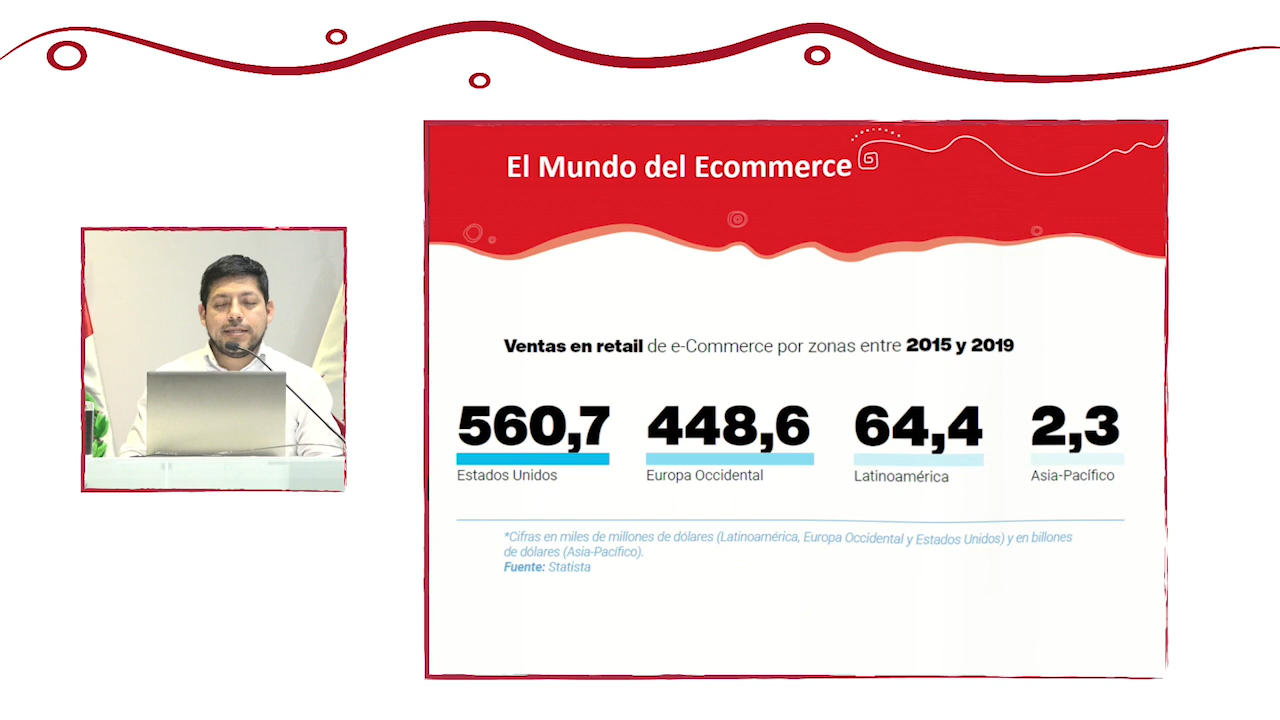 El Mundo del Ecommerce
Ventas en retail de e-Commerce por zonas entre 2015 y 2019
560,7
Estados Unidos
448,6
Europa Occidental
64,4
Latinoamérica
2,3
Asia-Pacífico
*Cifras en miles de millones de dólares (Latinoamérica, Europa Occidental y Estados Unidos) y en billones
de dólares (Asia-Pacífico).
Fuente: Statista